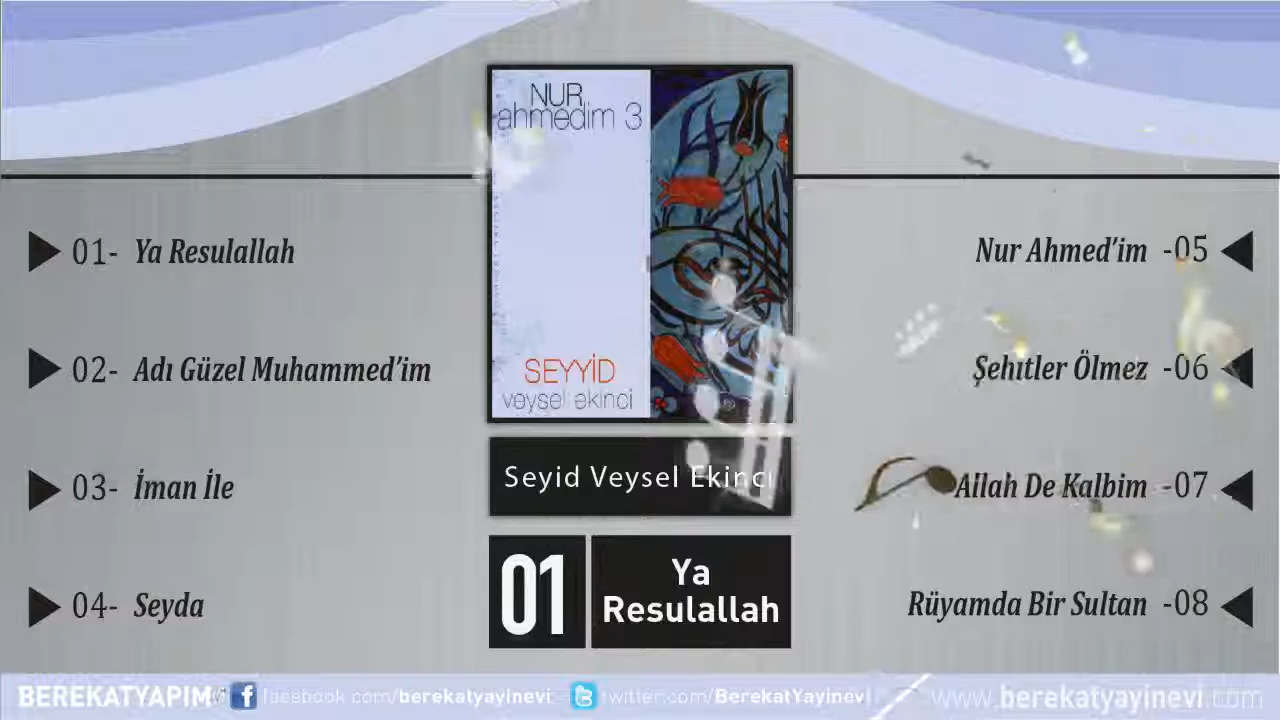 NUR
ahmedim 3
SEYYİD
veysel ekinci
01- Ya Resulallah
02- Adı Güzel Muhammed’im
03- İman İle
04- Seyda
Nur Ahmed’im -05
Şehıtler Ölmez -06
Allah De Kalbim -07
Rüyamda Bir Sultan -08
Seyid Veysel Ekinci
01
Ya
Resulallah
BEREKATYAPIM facebook.com/berekatyayinevi twitter.com/BerekatYayinevi www.berekatyayinevi.com